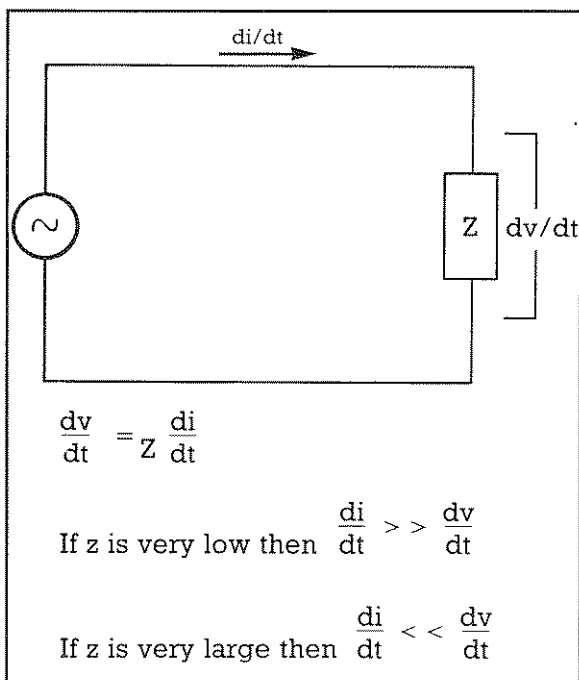 di/dt
~
Z dv/dt
dv/dt = Z di/dt
If z is very low then di/dt > > dv/dt
If z is very large then di/dt < < dv/dt